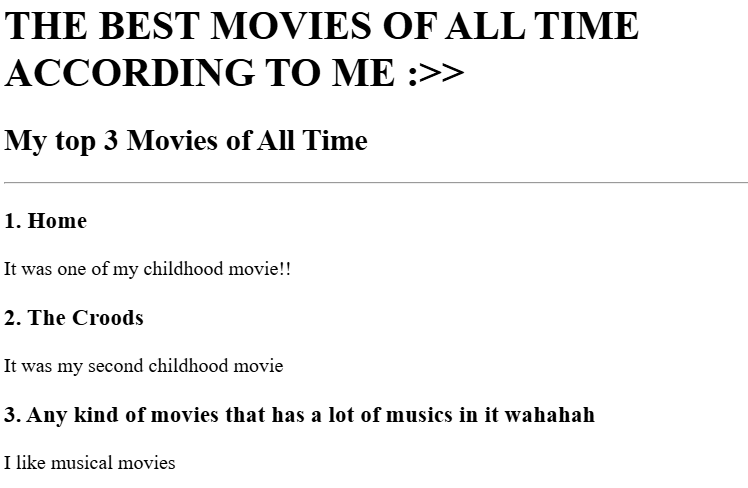 THE BEST MOVIES OF ALL TIME
ACCORDING TO ME :>>
My top 3 Movies of All Time
1. Home
It was one of my childhood movie!!
2. The Croods
It was my second childhood movie
3. Any kind of movies that has a lot of musics in it wahahah
I like musical movies